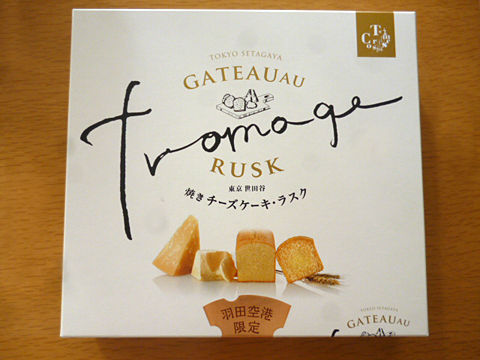 TOKYO SETAGAYA
GATEAUAU
fromage
RUSK
東京 世田谷
焼きチーズケーキ・ラスク
羽田空港
限定
TOKYO SETAGAYA
GATEAUAU